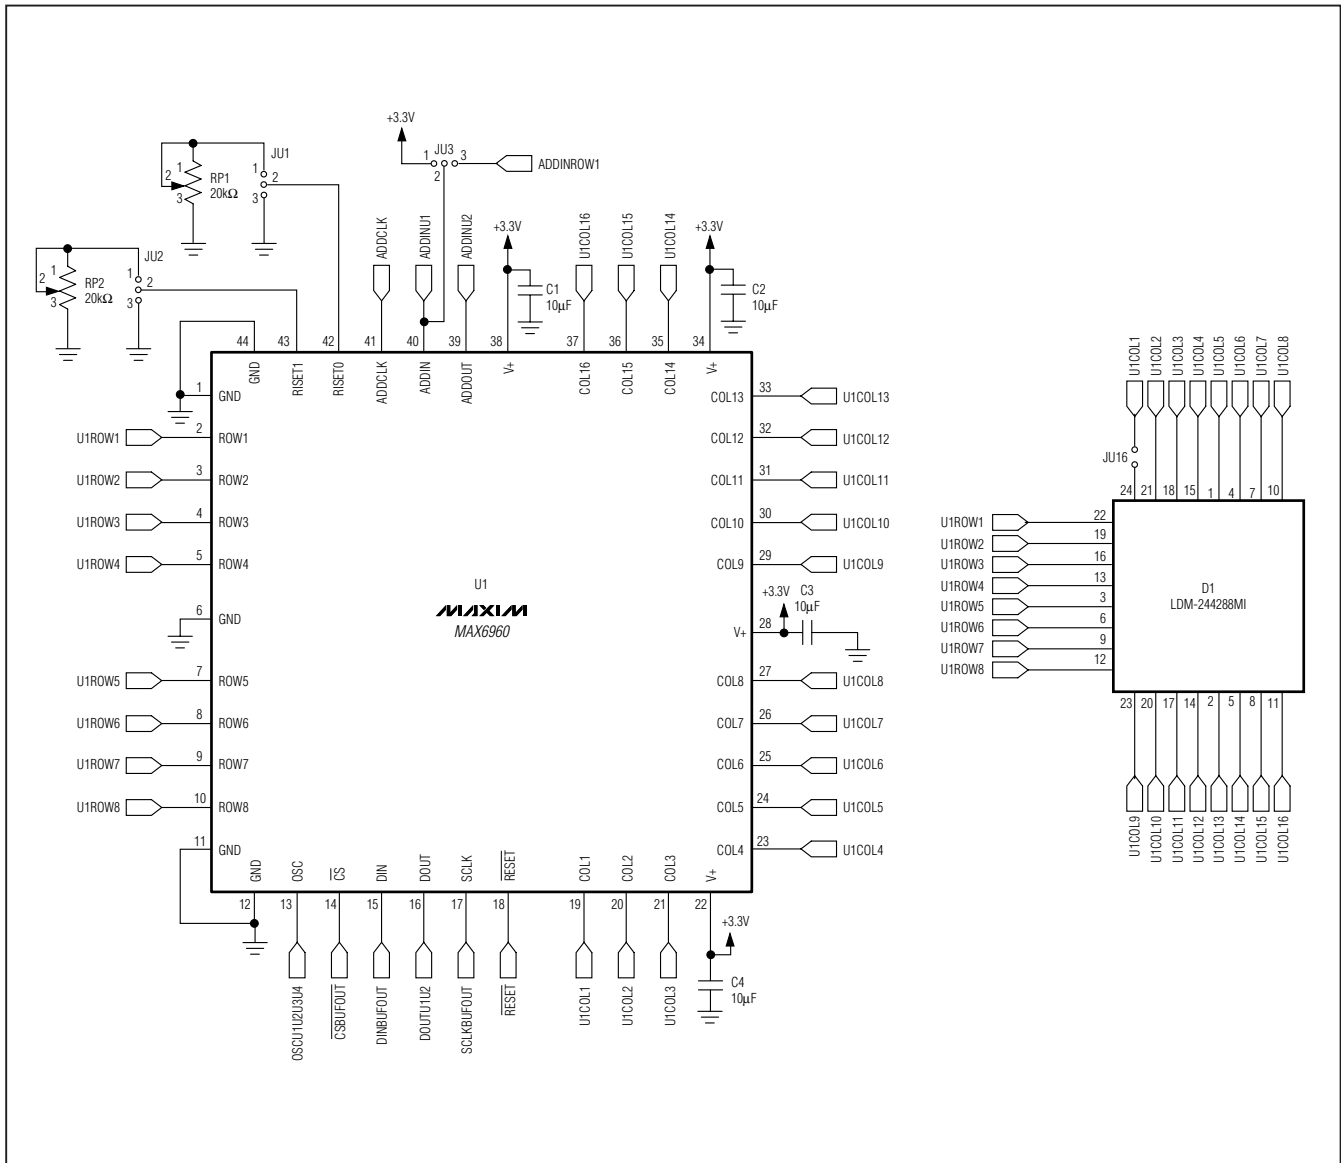 +3.3V
JU1
JU3
1
2
3
ADDINROW1
1
2
3
RP1
20kΩ
1
2
3
JU2
1
2
3
RP2
20kΩ
1
2
3
ADDCLK
ADDINU1
ADDINU2
+3.3V
C1
10µF
U1COL16
U1COL15
U1COL14
+3.3V
C2
10µF
44
43
42
41
40
39
38
37
36
35
34
GND
RISET1
RISET0
ADDCLK
ADDIN
ADDOUT
V+
COL16
COL15
COL14
V+
1
GND
U1ROW1
2
ROW1
U1ROW2
3
ROW2
U1ROW3
4
ROW3
U1ROW4
5
ROW4
6
GND
U1ROW5
7
ROW5
U1ROW6
8
ROW6
U1ROW7
9
ROW7
U1ROW8
10
ROW8
11
GND
U1
MAXIM
MAX6960
COL13
33
U1COL13
COL12
32
U1COL12
COL11
31
U1COL11
COL10
30
U1COL10
COL9
29
U1COL9
+3.3V
C3
10µF
V+
28
COL8
27
U1COL8
COL7
26
U1COL7
COL6
25
U1COL6
COL5
24
U1COL5
COL4
23
U1COL4
GND
OSC
CS
DIN
DOUT
SCLK
RESET
COL1
COL2
COL3
V+
12
13
14
15
16
17
18
19
20
21
22
OSCU1U2U3U4
CSBUFOUT
DINBUFOUT
DOUTU1U2
SCLKBUFOUT
RESET
U1COL1
U1COL2
U1COL3
+3.3V
C4
10µF
U1COL1
U1COL2
U1COL3
U1COL4
U1COL5
U1COL6
U1COL7
U1COL8
JU16
24
21
18
15
1
4
7
10
U1ROW1
22
U1ROW2
19
U1ROW3
16
U1ROW4
13
U1ROW5
3
U1ROW6
6
U1ROW7
9
U1ROW8
12
D1
LDM-244288MI
23
20
17
14
2
5
8
11
U1COL9
U1COL10
U1COL11
U1COL12
U1COL13
U1COL14
U1COL15
U1COL16